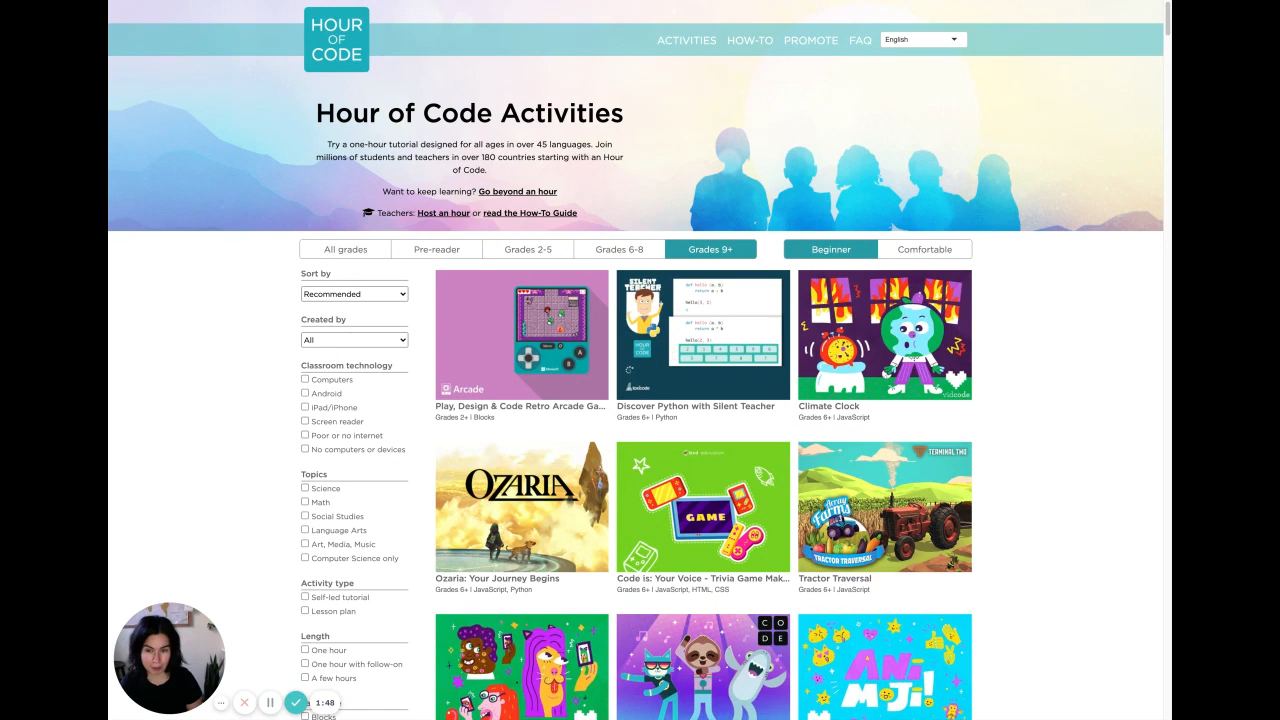 HOUR
OF
CODE
ACTIVITIES HOW-TO PROMOTE FAQ English
Hour of Code Activities
Try a one-hour tutorial designed for all ages in over 45 languages. Join
millions of students and teachers in over 180 countries starting with an Hour
of Code.
Want to keep learning? Go beyond an hour
Teachers: Host an hour or read the How-To Guide
All grades Pre-reader Grades 2-5 Grades 6-8 Grades 9+ Beginner Comfortable
Sort by
Recommended
Created by
All
Classroom technology
Computers
Android
iPad/iPhone
Screen reader
Poor or no internet
No computers or devices
Topics
Science
Math
Social Studies
Language Arts
Art, Media, Music
Computer Science only
Activity type
Self-led tutorial
Lesson plan
Length
One hour
One hour with follow-on
A few hours
Blocks
Arcade
Play, Design & Code Retro Arcade Ga...
Grades 2+ | Blocks
SILENT
TEACHER
HOUR
OF
CODE
Discover Python with Silent Teacher
Grades 6+ | Python
vidcode
Climate Clock
Grades 6+ | JavaScript
OZARIA
Ozaria: Your Journey Begins
Grades 6+ | JavaScript, Python
GAME
Code is: Your Voice - Trivia Game Mak...
Grades 6+ | JavaScript, HTML, CSS
TERMINAL TWO
Array
Farms
TRACTOR TRAVERSAL
Tractor Traversal
Grades 6+ | JavaScript
C O
D E
ANi
MOJi!
1:48